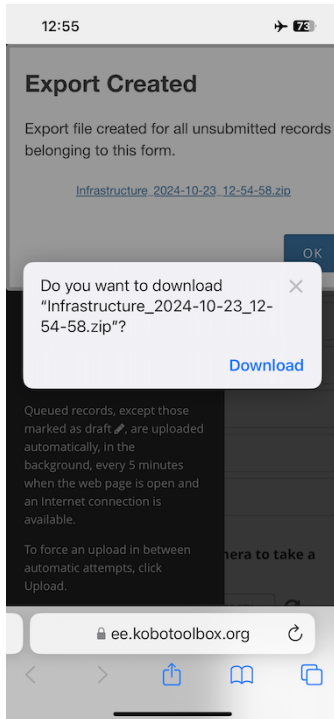 12:55
73
Export Created
Export file created for all unsubmitted records
belonging to this form.
Infrastructure_2024-10-23_12-54-58.zip
OK
Do you want to download
“Infrastructure_2024-10-23_12-
54-58.zip”?
Download
Queued records, except those
marked as draft , are uploaded
automatically, in the
background, every 5 minutes
when the web page is open and
an Internet connection is
available.
To force an upload in between
automatic attempts, click
Upload.
nera to take a
ee.kobotoolbox.org